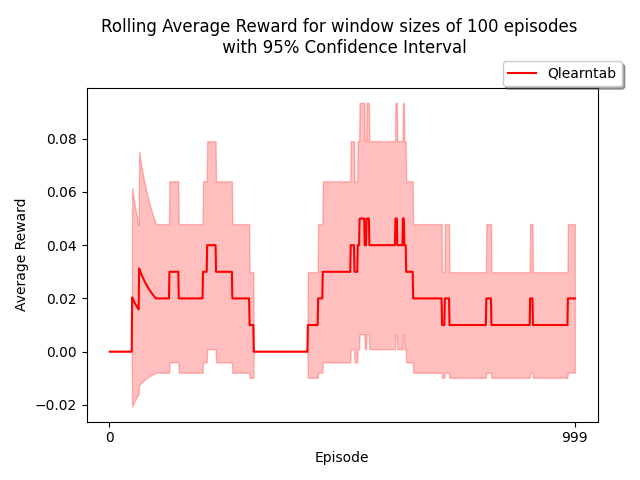 Rolling Average Reward for window sizes of 100 episodes
with 95% Confidence Interval
Qlearntab
0.08
0.06
0.04
0.02
0.00
−0.02
Average Reward
0
999
Episode